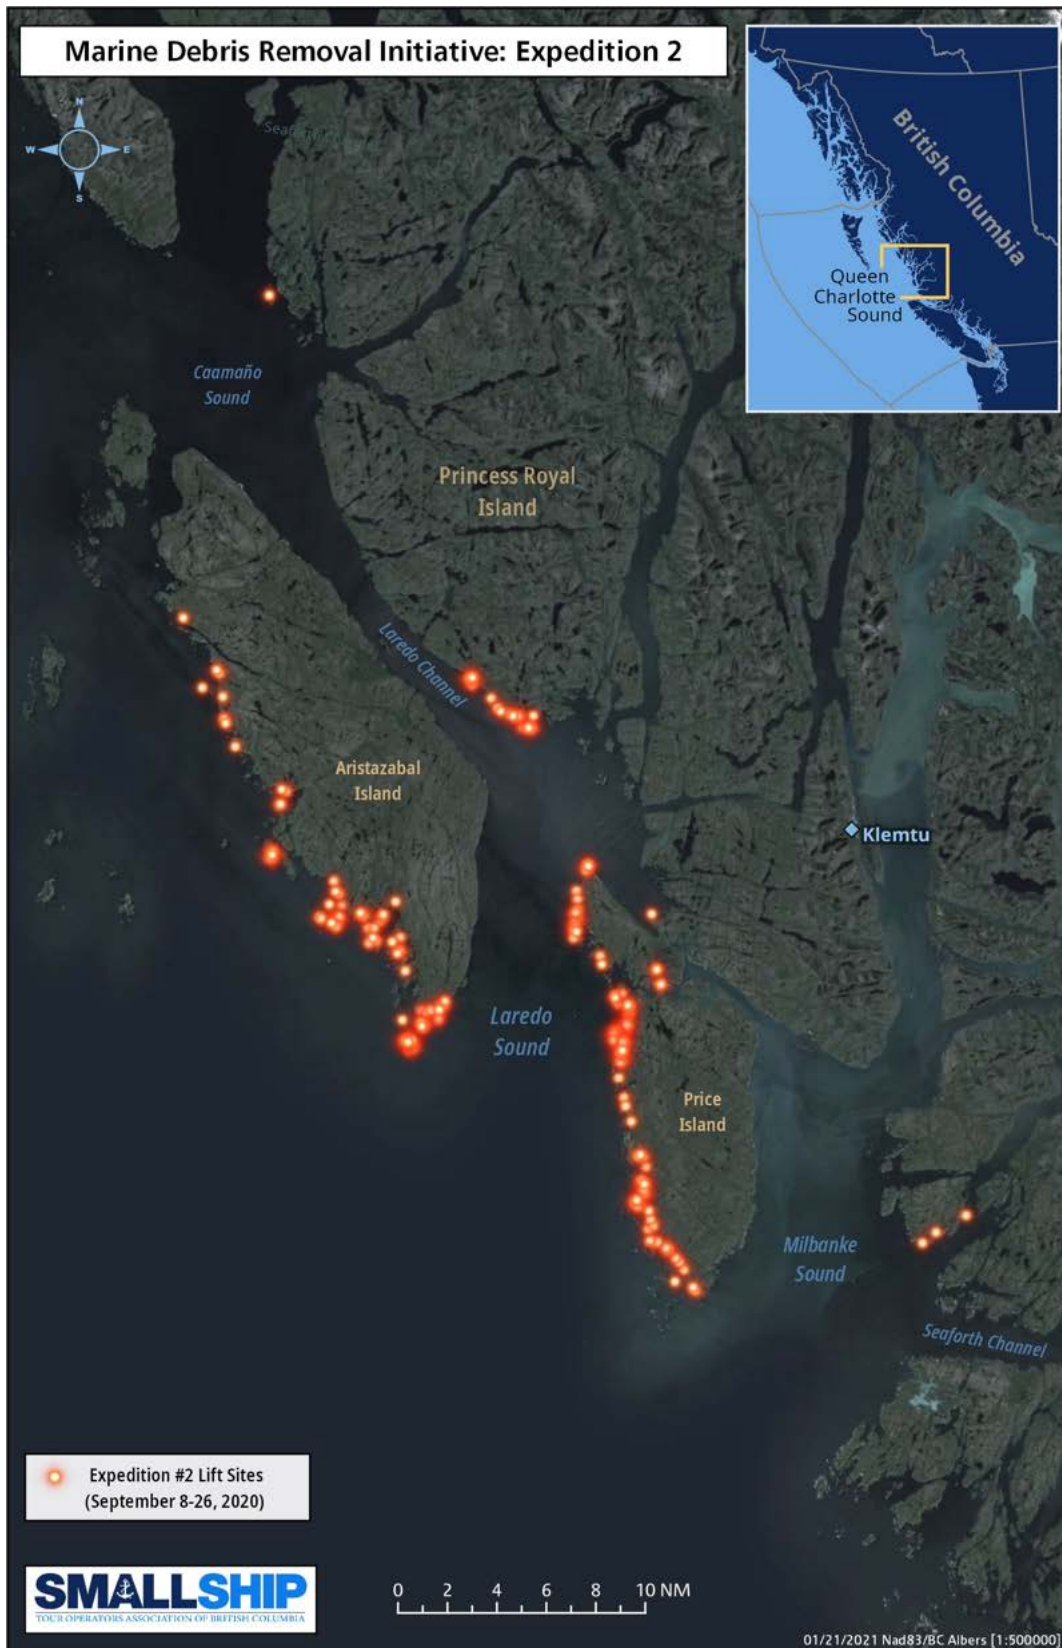 Marine Debris Removal Initiative: Expedition 2
N
W
E
S
British Columbia
Queen
Charlotte
Sound
Caamaño
Sound
Princess Royal
Island
Laredo Channel
Aristazabal
Island
Klemtu
Laredo
Sound
Price
Island
Milbanke
Sound
Seaforth Channel
Expedition #2 Lift Sites
(September 8-26, 2020)
SMALLSHIP
TOUR OPERATORS ASSOCIATION OF BRITISH COLUMBIA
0 2 4 6 8 10 NM
01/21/2021 Nad83/BC Albers [1:500000]